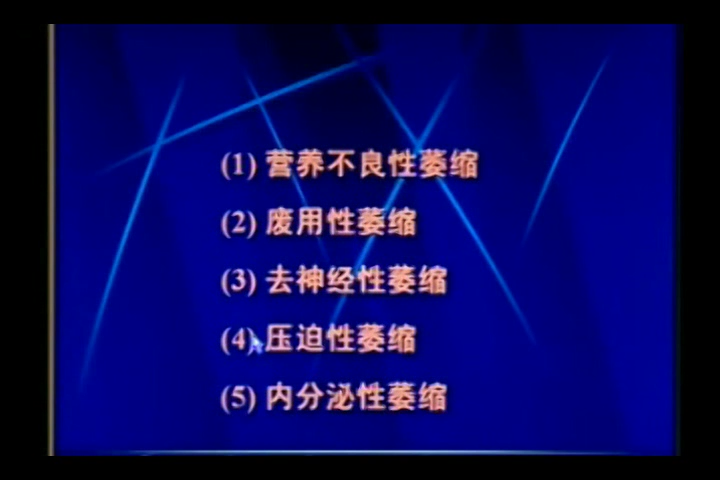 (1) 营养不良性萎缩
(2) 废用性萎缩
(3) 去神经性萎缩
(4) 压迫性萎缩
(5) 内分泌性萎缩